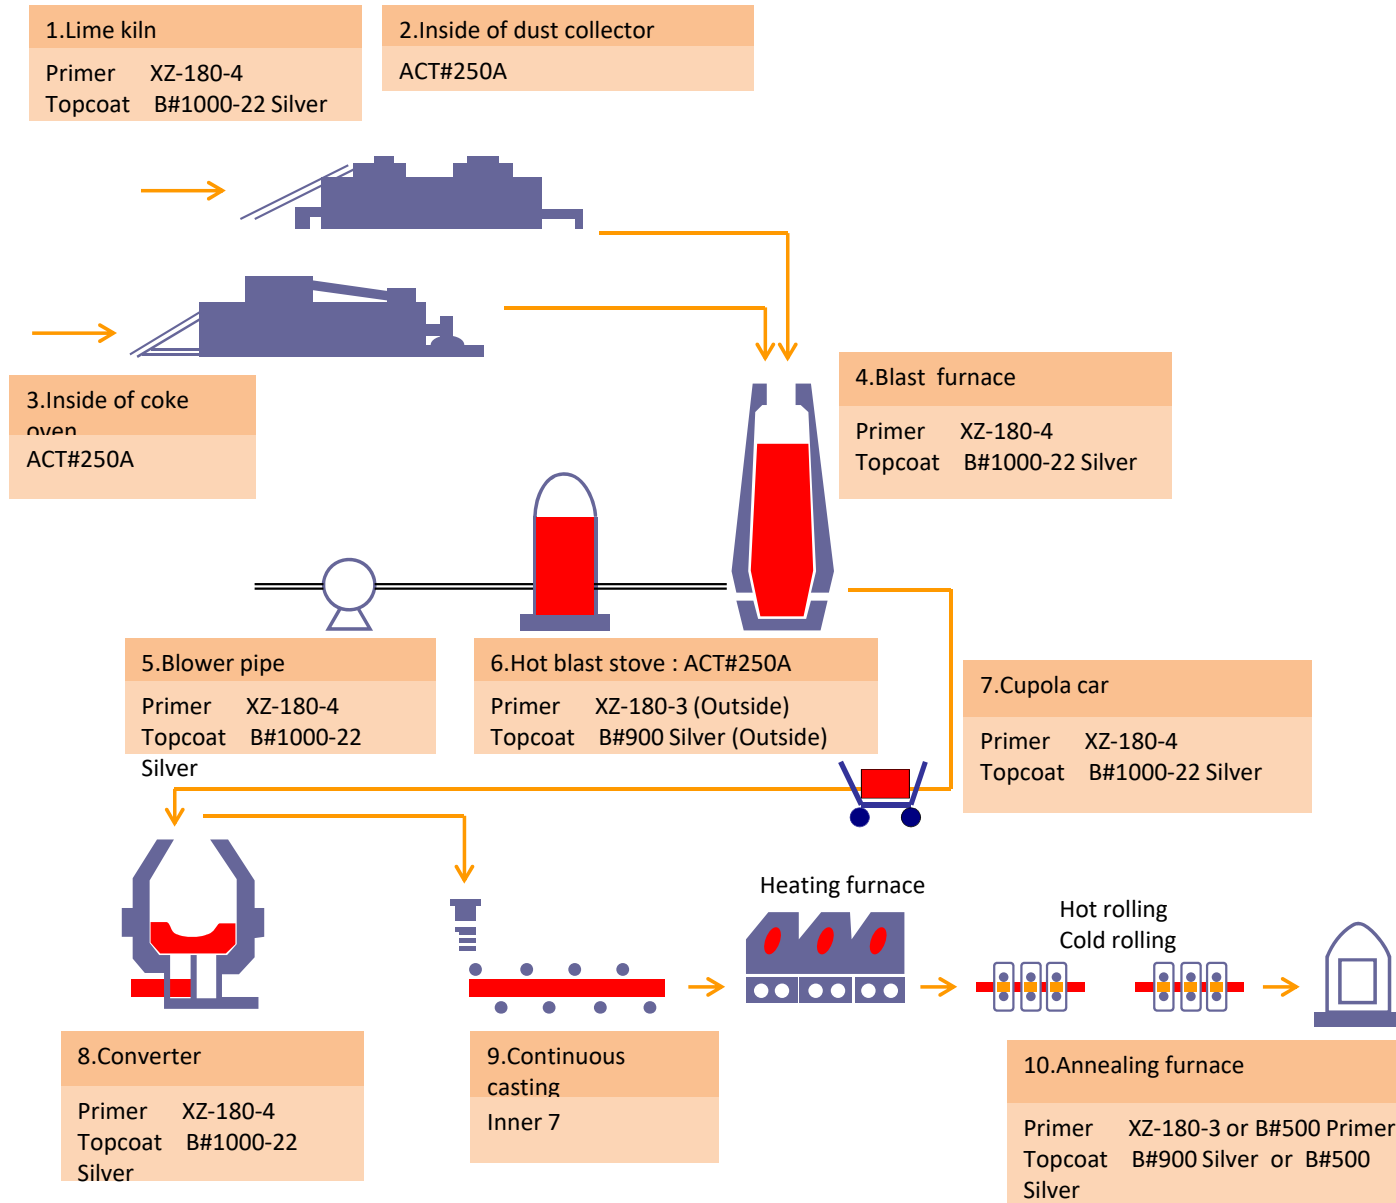 1.Lime kiln
Primer XZ-180-4
Topcoat B#1000-22 Silver
2.Inside of dust collector
ACT#250A
3.Inside of coke
oven
ACT#250A
4.Blast furnace
Primer XZ-180-4
Topcoat B#1000-22 Silver
5.Blower pipe
Primer XZ-180-4
Topcoat B#1000-22
Silver
6.Hot blast stove : ACT#250A
Primer XZ-180-3 (Outside)
Topcoat B#900 Silver (Outside)
7.Cupola car
Primer XZ-180-4
Topcoat B#1000-22 Silver
Heating furnace
Hot rolling
Cold rolling
8.Converter
Primer XZ-180-4
Topcoat B#1000-22
Silver
9.Continuous
casting
Inner 7
10.Annealing furnace
Primer XZ-180-3 or B#500 Primer
Topcoat B#900 Silver or B#500
Silver